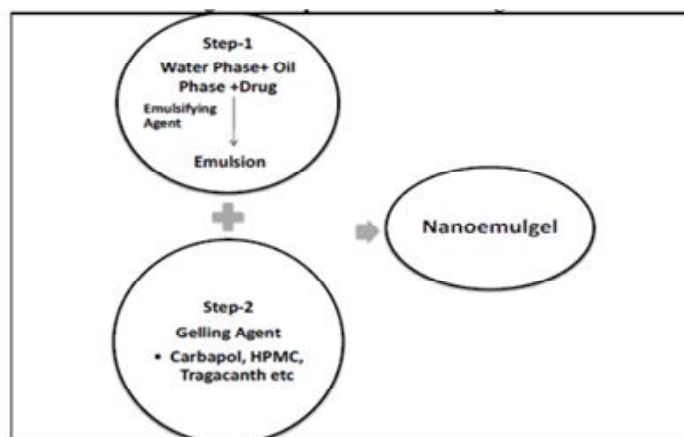 Step-1
Water Phase+ Oil
Phase +Drug
Emulsifying
Agent
Emulsion
Nanoemulgel
Step-2
Gelling Agent
• Carbapol, HPMC,
Tragacanth etc